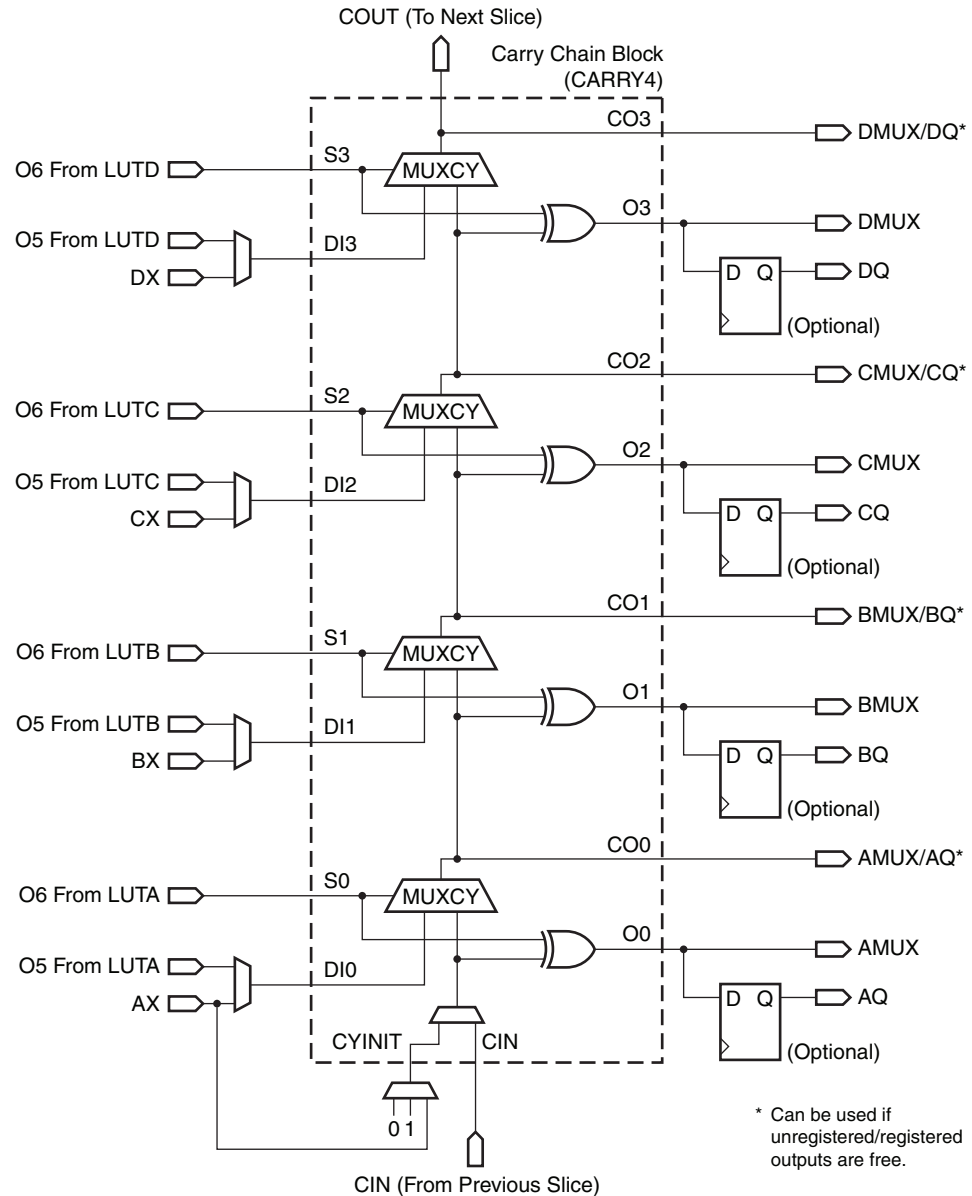 COUT (To Next Slice)
Carry Chain Block
(CARRY4)
CO3
DMUX/DQ*
O6 From LUTD
S3
MUXCY
O3
DMUX
O5 From LUTD
DI3
DX
D Q
DQ
(Optional)
CO2
CMUX/CQ*
O6 From LUTC
S2
MUXCY
O2
CMUX
O5 From LUTC
DI2
CX
D Q
CQ
(Optional)
CO1
BMUX/BQ*
O6 From LUTB
S1
MUXCY
O1
BMUX
O5 From LUTB
DI1
BX
D Q
BQ
(Optional)
CO0
AMUX/AQ*
O6 From LUTA
S0
MUXCY
O0
AMUX
O5 From LUTA
DI0
AX
D Q
AQ
(Optional)
CYINIT
CIN
0 1
* Can be used if
unregistered/registered
outputs are free.
CIN (From Previous Slice)